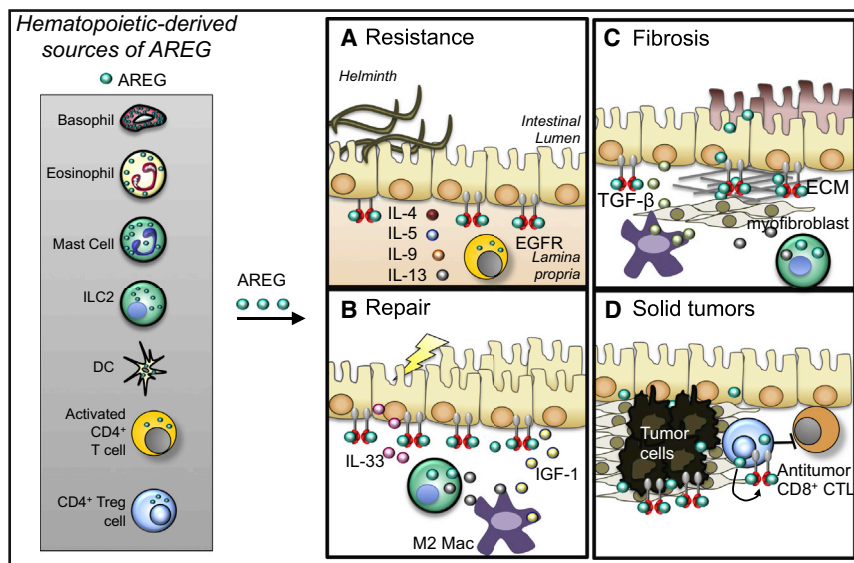 Hematopoietic-derived
sources of AREG
AREG
Basophil
Eosinophil
Mast Cell
ILC2
DC
Activated
CD4⁺
T cell
CD4⁺ Treg
cell
AREG
A Resistance
Helminth
Intestinal
Lumen
IL-4
IL-5
IL-9
IL-13
EGFR
Lamina
propria
B Repair
IL-33
IGF-1
M2 Mac
C Fibrosis
TGF-β
ECM
myofibroblast
D Solid tumors
Tumor
cells
Antitumor
CD8⁺ CTL